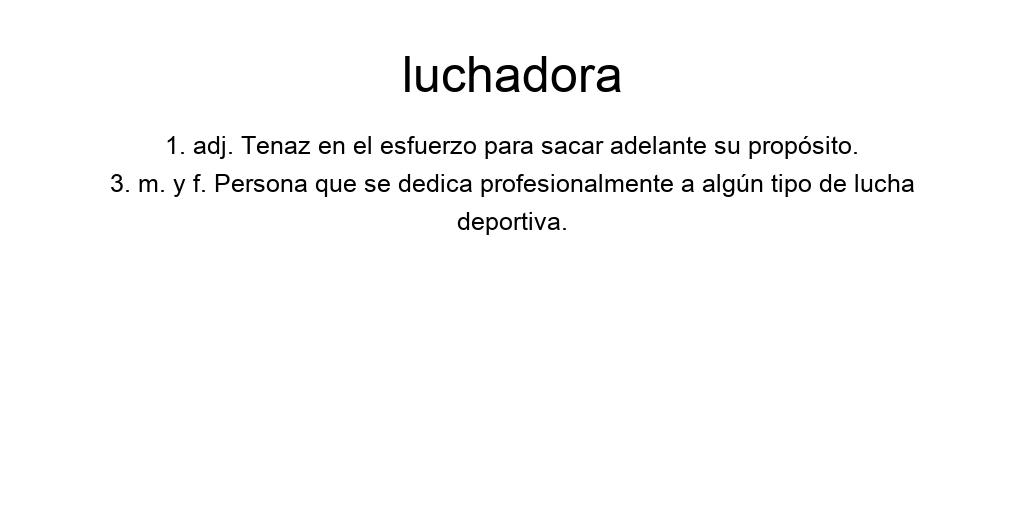 luchadora
1. adj. Tenaz en el esfuerzo para sacar adelante su propósito.
3. m. y f. Persona que se dedica profesionalmente a algún tipo de lucha
deportiva.